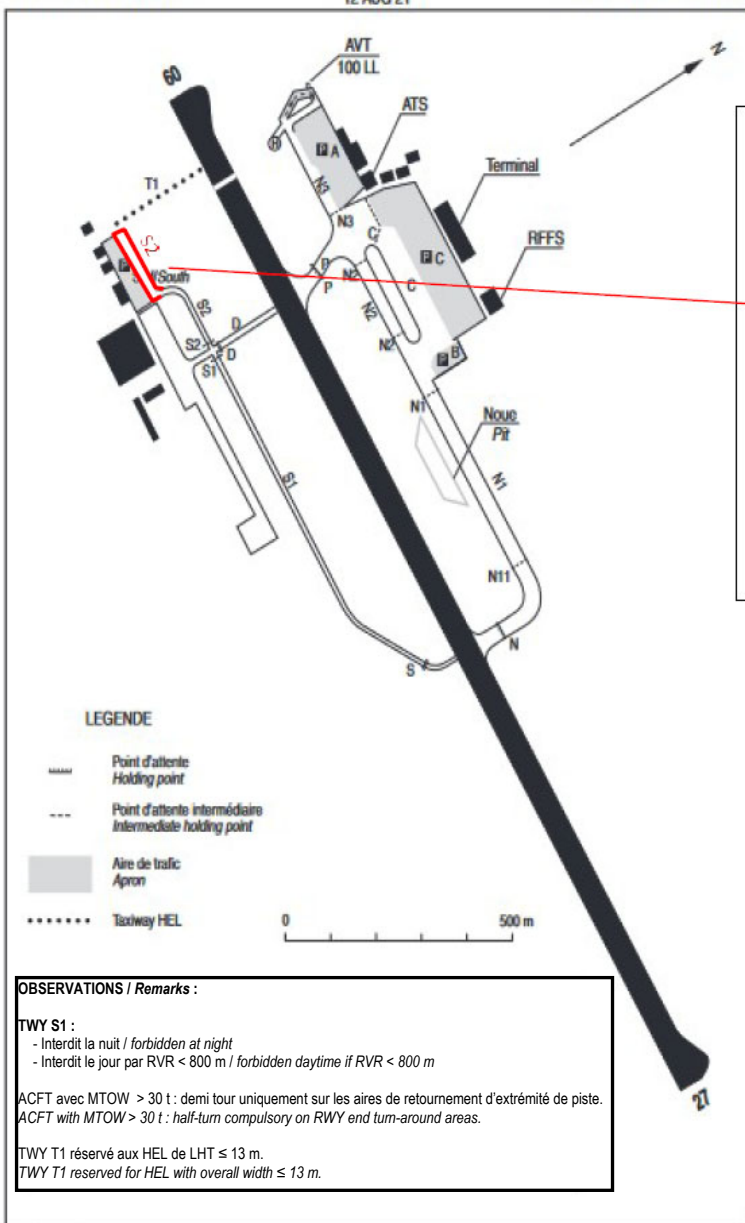 12 AUG 21
09
AVT
100 LL
N
ATS
H
P A
T1
N3
Terminal
S2
N3
C
P C
RFFS
P
South
P
N2
C
P
S2
D
N2
S2
D
N2
P B
S1
N1
Noue
Pit
N1
S1
N11
N
S
LEGENDE
Point d'attente
Holding point
Point d'attente intermédiaire
Intermediate holding point
Aire de trafic
Apron
Taxiway HEL
0 500 m
27
OBSERVATIONS / Remarks :
TWY S1 :
- Interdit la nuit / forbidden at night
- Interdit le jour par RVR < 800 m / forbidden daytime if RVR < 800 m
ACFT avec MTOW > 30 t : demi tour uniquement sur les aires de retournement d'extrémité de piste.
ACFT with MTOW > 30 t : half-turn compulsory on RWY end turn-around areas.
TWY T1 réservé aux HEL de LHT ≤ 13 m.
TWY T1 reserved for HEL with overall width ≤ 13 m.